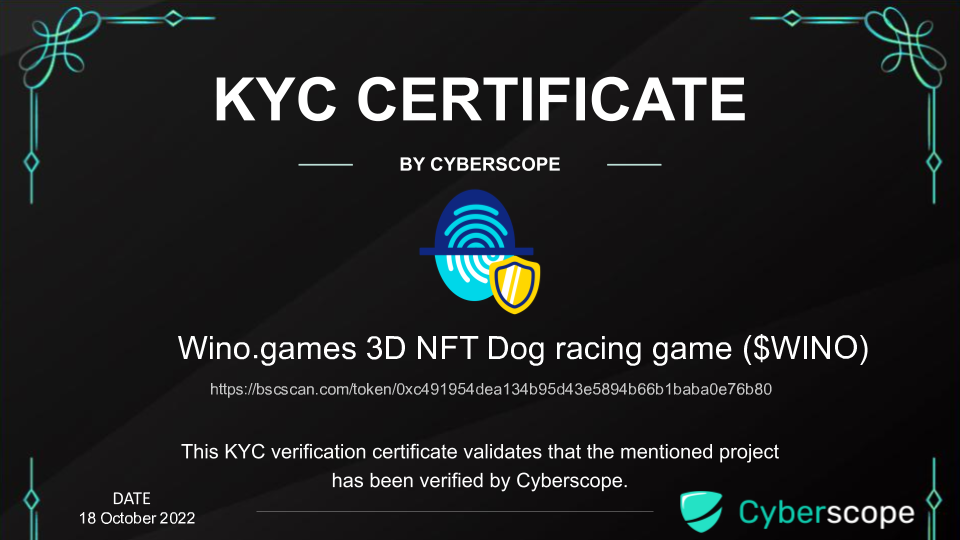 KYC CERTIFICATE
BY CYBERSCOPE
Wino.games 3D NFT Dog racing game ($WINO)
https://bscscan.com/token/0xc491954dea134b95d43e5894b66b1baba0e76b80
This KYC verification certificate validates that the mentioned project
has been verified by Cyberscope.
DATE
18 October 2022
Cyberscope